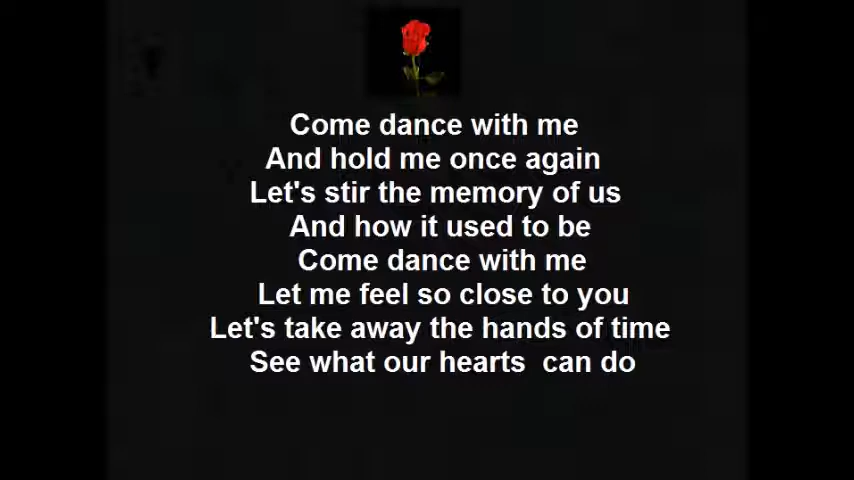 Come dance with me
And hold me once again
Let's stir the memory of us
And how it used to be
Come dance with me
Let me feel so close to you
Let's take away the hands of time
See what our hearts  can do